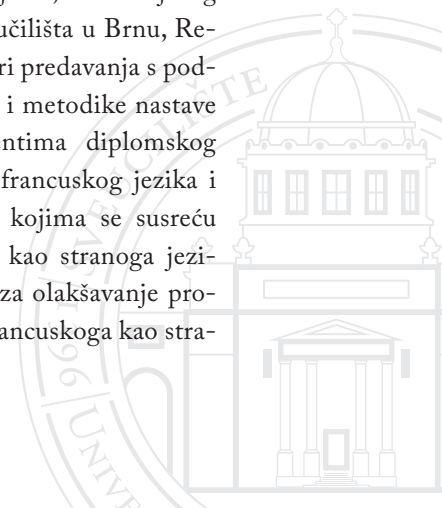 učilišta u Brnu, Re-
ri predavanja s pod-
i metodike nastave
entima diplomskog
francuskog jezika i
kojima se susreću
kao stranoga jezi-
za olakšavanje pro-
ancuskoga kao stra-